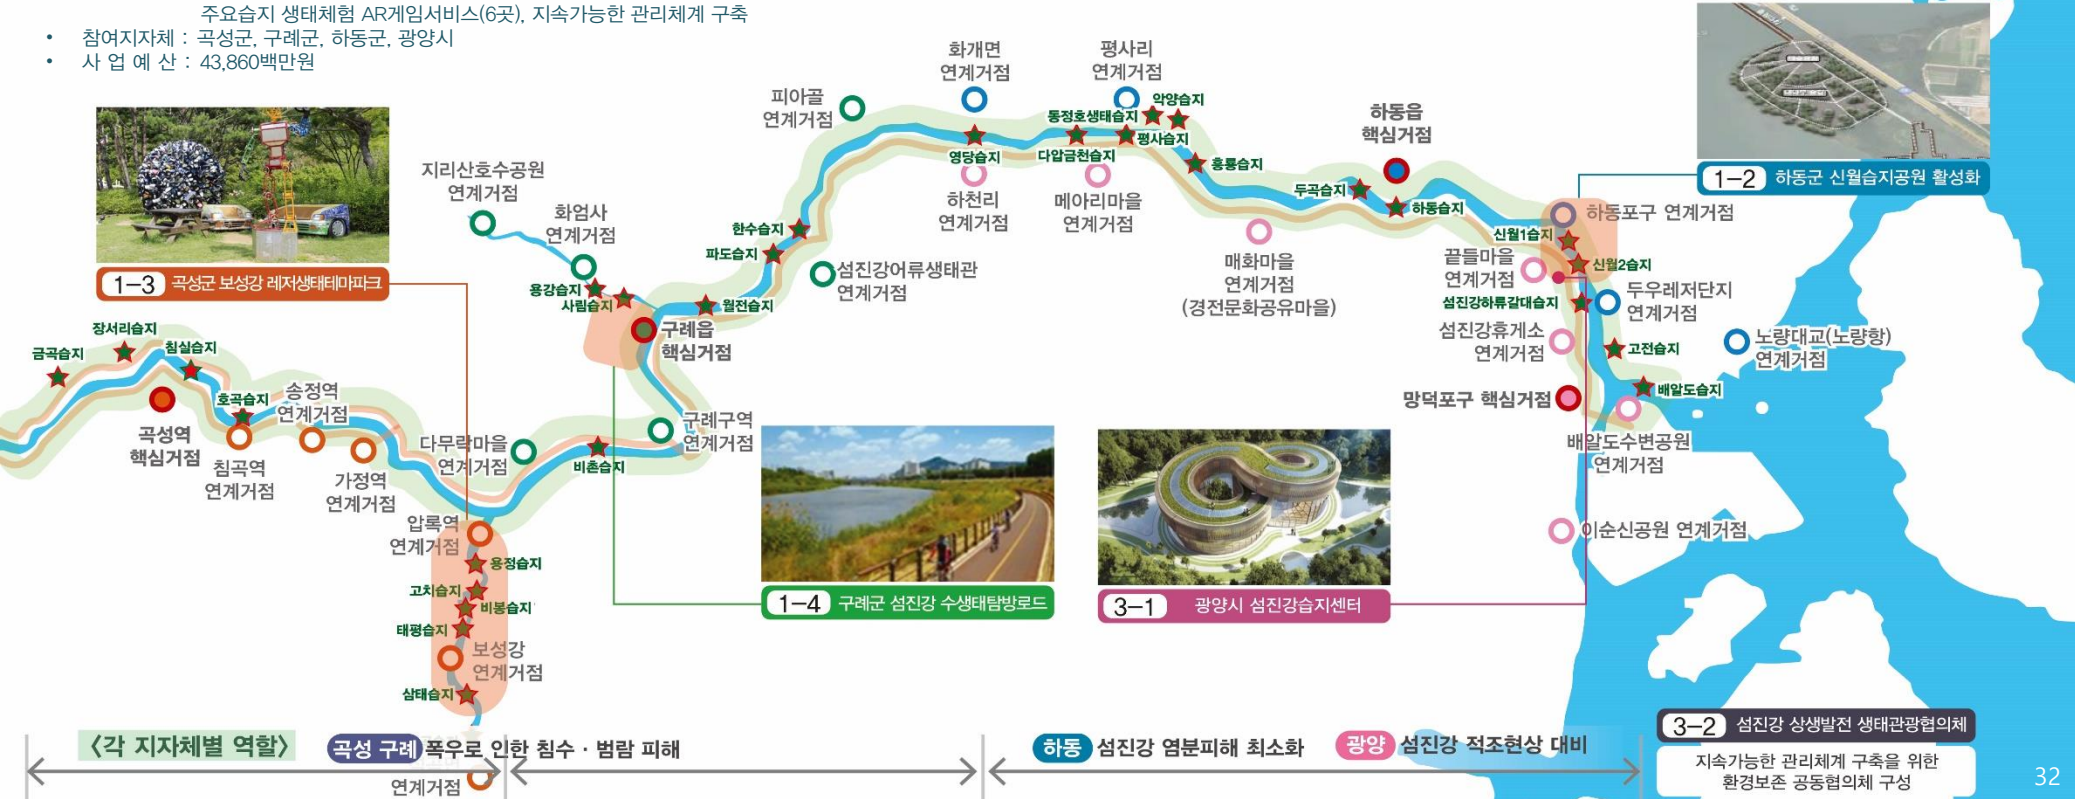 주요습지 생태체험 AR게임서비스(6곳), 지속가능한 관리체계 구축
• 참여지자체 : 곡성군, 구례군, 하동군, 광양시
• 사 업 예 산 : 43,860백만원
화개면
연계거점
평사리
연계거점
피아골
연계거점
동정호생태습지
악양습지
평사습지
하동읍
핵심거점
1-2 하동군 신월습지공원 활성화
지리산호수공원
연계거점
화엄사
연계거점
영당습지
다압금천습지
하천리
연계거점
메아리마을
연계거점
홍룡습지
두곡습지
하동습지
하동포구 연계거점
신월1습지
신월2습지
한수습지
파도습지
섬진강어류생태관
연계거점
매화마을
연계거점
(경전문화공유마을)
끝들마을
연계거점
섬진강하류갈대습지
두우레저단지
연계거점
1-3 곡성군 보성강 레저생태테마파크
용강습지
사림습지
월전습지
구례읍
핵심거점
섬진강휴게소
연계거점
고전습지
노량대교(노량항)
연계거점
장서리습지
금곡습지
침실습지
호곡습지
송정역
연계거점
망덕포구 핵심거점
배알도습지
곡성역
핵심거점
침곡역
연계거점
가정역
연계거점
다무락마을
연계거점
구례구역
연계거점
비촌습지
배알도수변공원
연계거점
압록역
연계거점
용정습지
고치습지
비봉습지
태평습지
보성강
연계거점
삼태습지
이순신공원 연계거점
1-4 구례군 섬진강 수생태탐방로드
3-1 광양시 섬진강습지센터
〈각 지자체별 역할〉
곡성 구례 폭우로 인한 침수 · 범람 피해
연계거점
하동 섬진강 염분피해 최소화
광양 섬진강 적조현상 대비
3-2 섬진강 상생발전 생태관광협의체
지속가능한 관리체계 구축을 위한
환경보존 공동협의체 구성
32